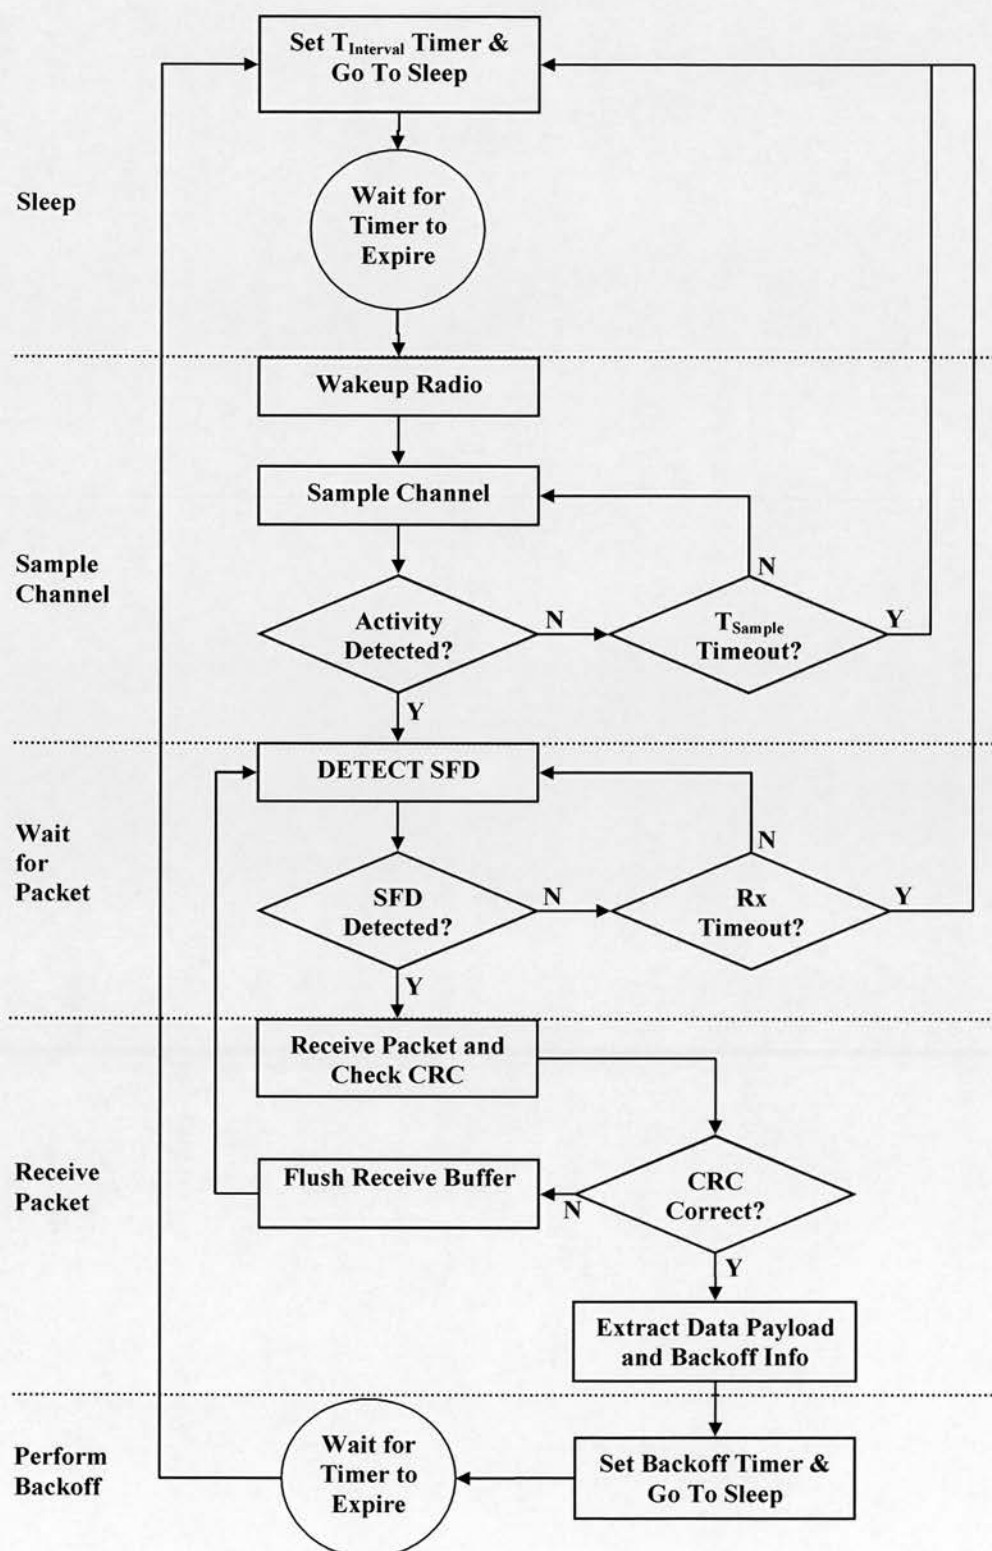 Set TInterval Timer &
Go To Sleep
Sleep
Wait for
Timer to
Expire
Wakeup Radio
Sample Channel
Sample
Channel
Activity
Detected?
N
TSample
Timeout?
N
Y
Y
DETECT SFD
Wait
for
Packet
SFD
Detected?
N
Rx
Timeout?
N
Y
Y
Receive Packet and
Check CRC
Receive
Packet
Flush Receive Buffer
N
CRC
Correct?
Y
Extract Data Payload
and Backoff Info
Perform
Backoff
Wait for
Timer to
Expire
Set Backoff Timer &
Go To Sleep